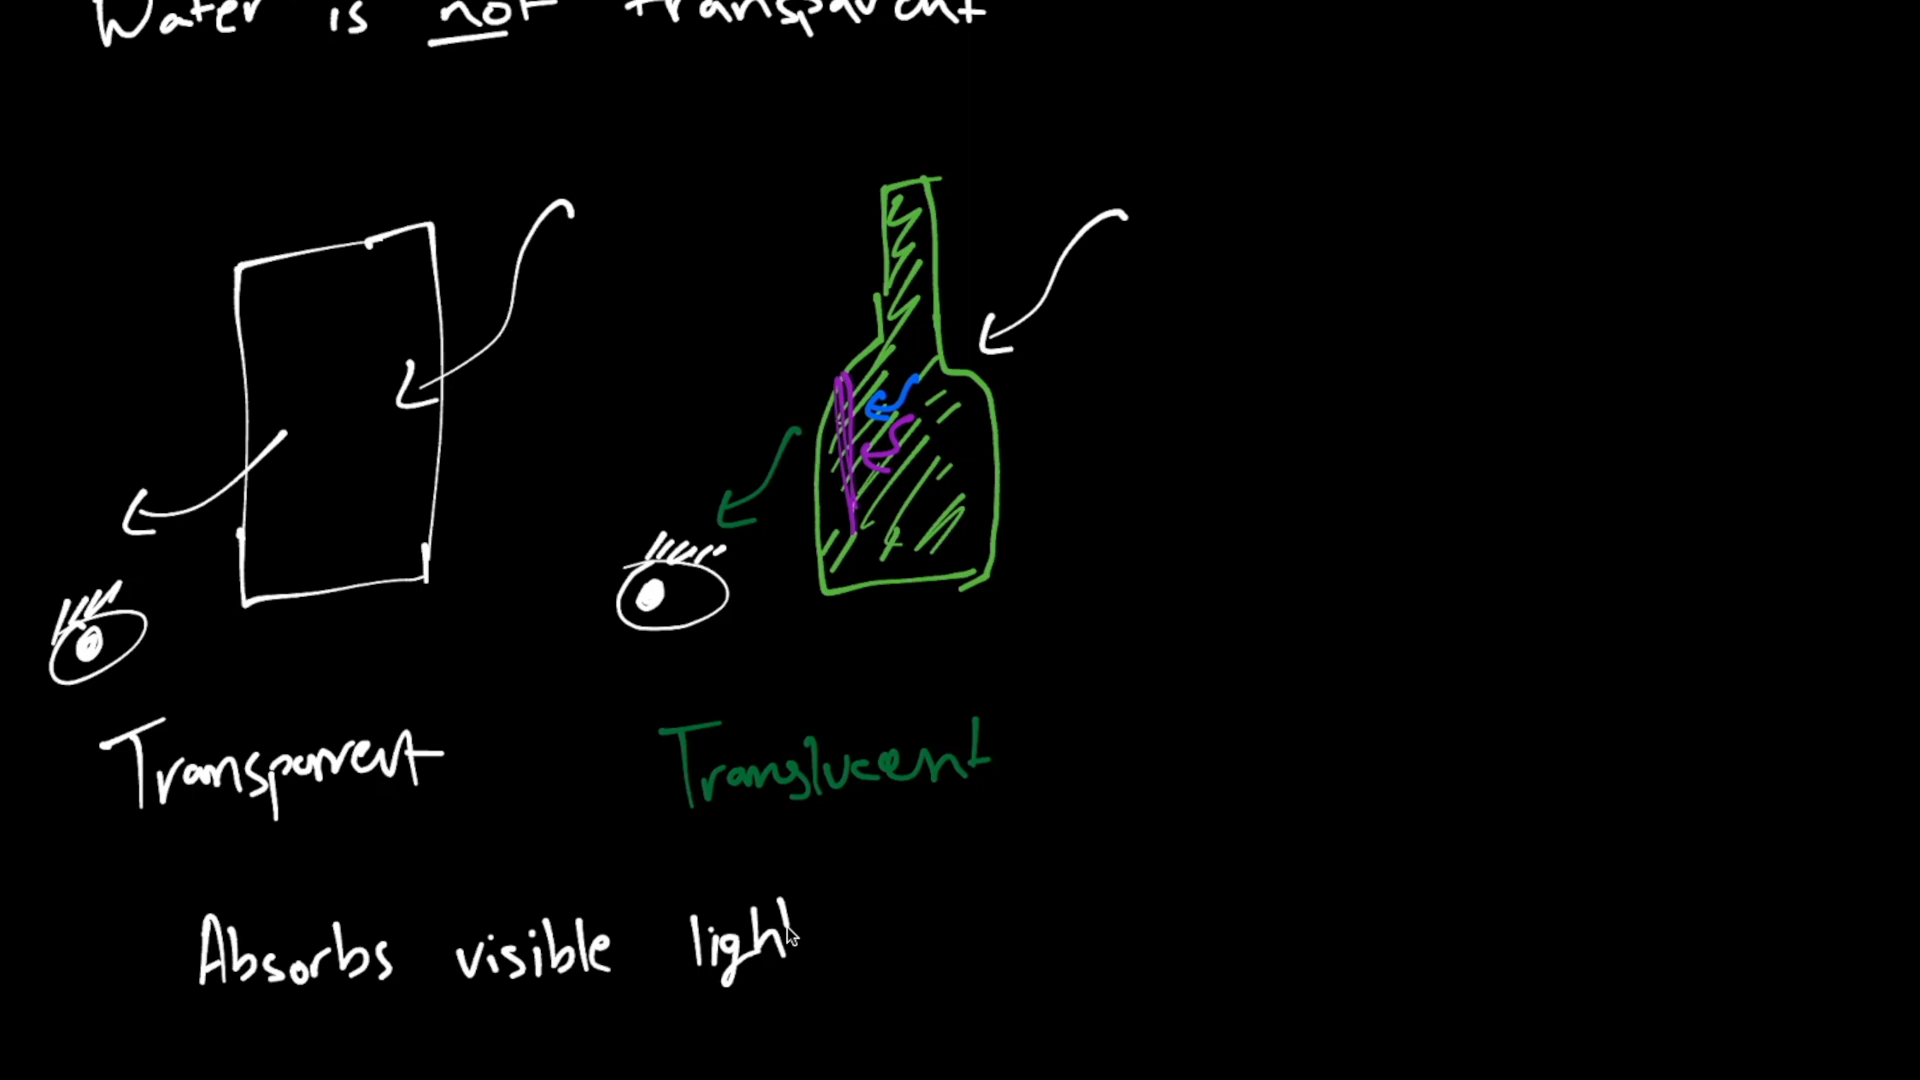 Water is not transparent
Transparent
Translucent
Absorbs visible light